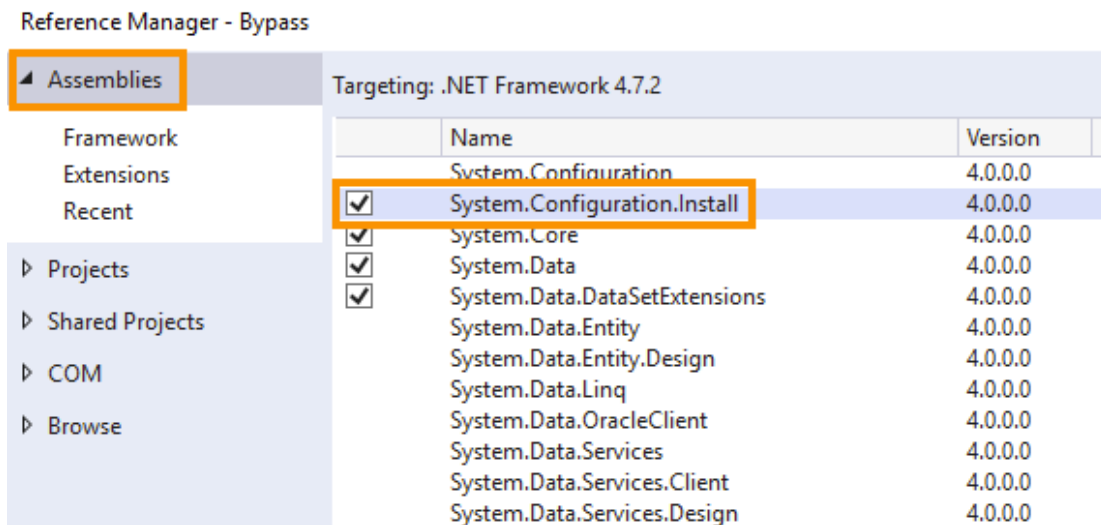 Reference Manager - Bypass
Assemblies
Framework
Extensions
Recent
Projects
Shared Projects
COM
Browse
Targeting: .NET Framework 4.7.2
Name Version
System.Configuration 4.0.0.0
System.Configuration.Install 4.0.0.0
System.Core 4.0.0.0
System.Data 4.0.0.0
System.Data.DataSetExtensions 4.0.0.0
System.Data.Entity 4.0.0.0
System.Data.Entity.Design 4.0.0.0
System.Data.Linq 4.0.0.0
System.Data.OracleClient 4.0.0.0
System.Data.Services 4.0.0.0
System.Data.Services.Client 4.0.0.0
System.Data.Services.Design 4.0.0.0